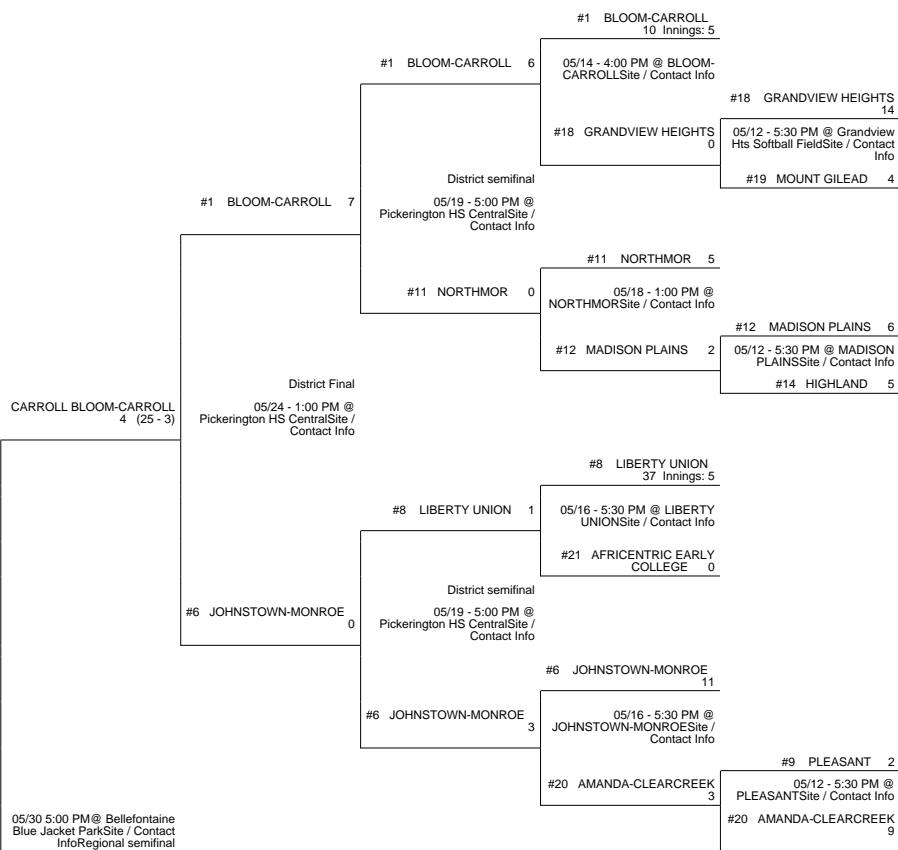 #1 BLOOM-CARROLL
10 Innings: 5
#1 BLOOM-CARROLL 6
05/14 - 4:00 PM @ BLOOM-
CARROLLSite / Contact Info
#18 GRANDVIEW HEIGHTS
14
#18 GRANDVIEW HEIGHTS
0
05/12 - 5:30 PM @ Grandview
Hts Softball FieldSite / Contact
Info
#19 MOUNT GILEAD 4
District semifinal
05/19 - 5:00 PM @
Pickerington HS CentralSite /
Contact Info
#1 BLOOM-CARROLL 7
#11 NORTHMOR 5
#11 NORTHMOR 0
05/18 - 1:00 PM @
NORTHMORSite / Contact Info
#12 MADISON PLAINS 6
#12 MADISON PLAINS 2
05/12 - 5:30 PM @ MADISON
PLAINSSite / Contact Info
#14 HIGHLAND 5
District Final
05/24 - 1:00 PM @
Pickerington HS CentralSite /
Contact Info
CARROLL BLOOM-CARROLL
4 (25 - 3)
#8 LIBERTY UNION
37 Innings: 5
#8 LIBERTY UNION 1
05/16 - 5:30 PM @ LIBERTY
UNIONSite / Contact Info
#21 AFRICENTRIC EARLY
COLLEGE 0
District semifinal
05/19 - 5:00 PM @
Pickerington HS CentralSite /
Contact Info
#6 JOHNSTOWN-MONROE
0
#6 JOHNSTOWN-MONROE
11
#6 JOHNSTOWN-MONROE
3
05/16 - 5:30 PM @
JOHNSTOWN-MONROESite /
Contact Info
#9 PLEASANT 2
#20 AMANDA-CLEARCREEK
3
05/12 - 5:30 PM @
PLEASANTSite / Contact Info
#20 AMANDA-CLEARCREEK
9
05/30 5:00 PM@ Bellefontaine
Blue Jacket ParkSite / Contact
InfoRegional semifinal